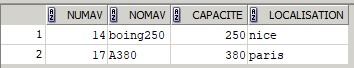 NUMAV NOMAV CAPACITE LOCALISATION
1 14 boing250 250 nice
2 17 A380 380 paris